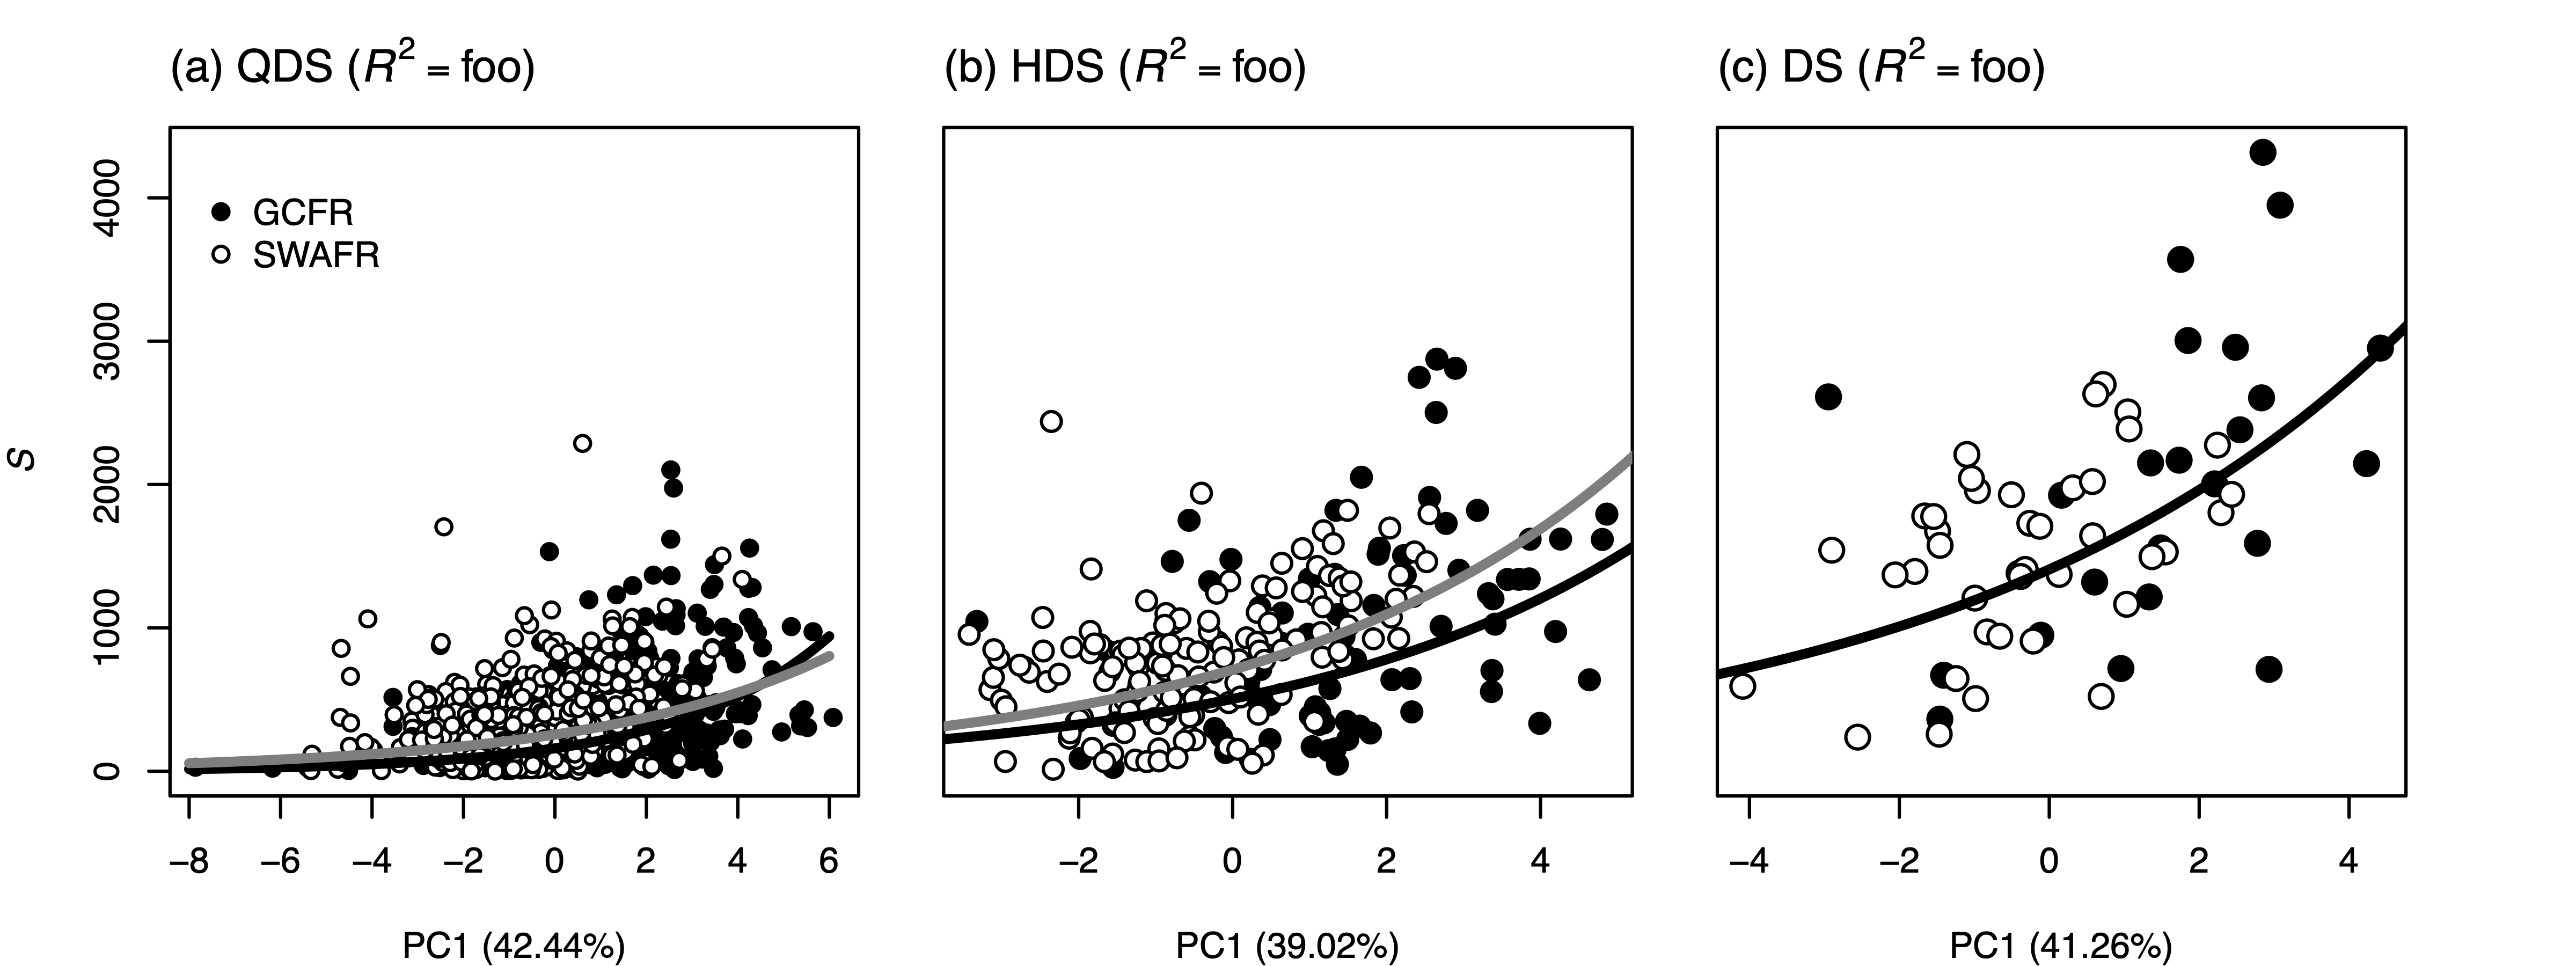 (a) QDS (R² = foo)
(b) HDS (R² = foo)
(c) DS (R² = foo)
S
4000
3000
2000
1000
0
GCFR
SWAFR
−8 −6 −4 −2 0 2 4 6
−2 0 2 4
−4 −2 0 2 4
PC1 (42.44%)
PC1 (39.02%)
PC1 (41.26%)